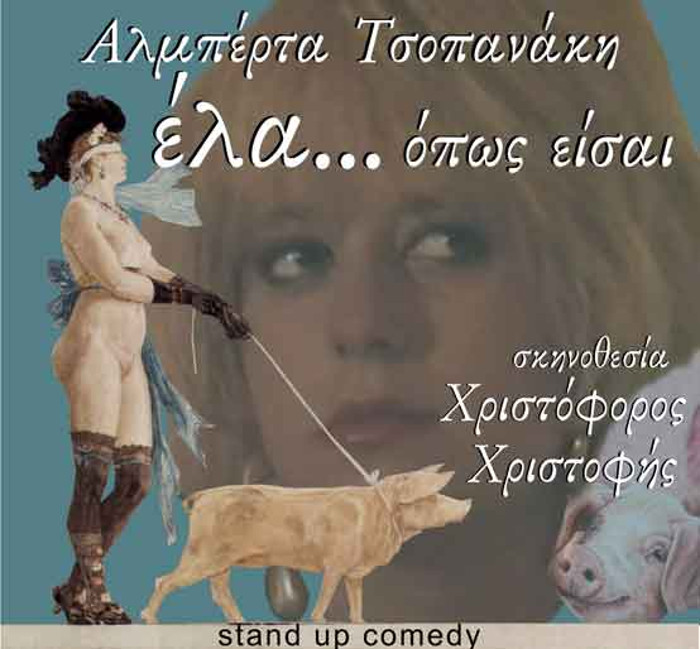 Αλμπέρτα Τσοπανάκη
έλα... όπως είσαι
σκηνοθεσία
Χριστόφορος
Χριστοφής
stand up comedy